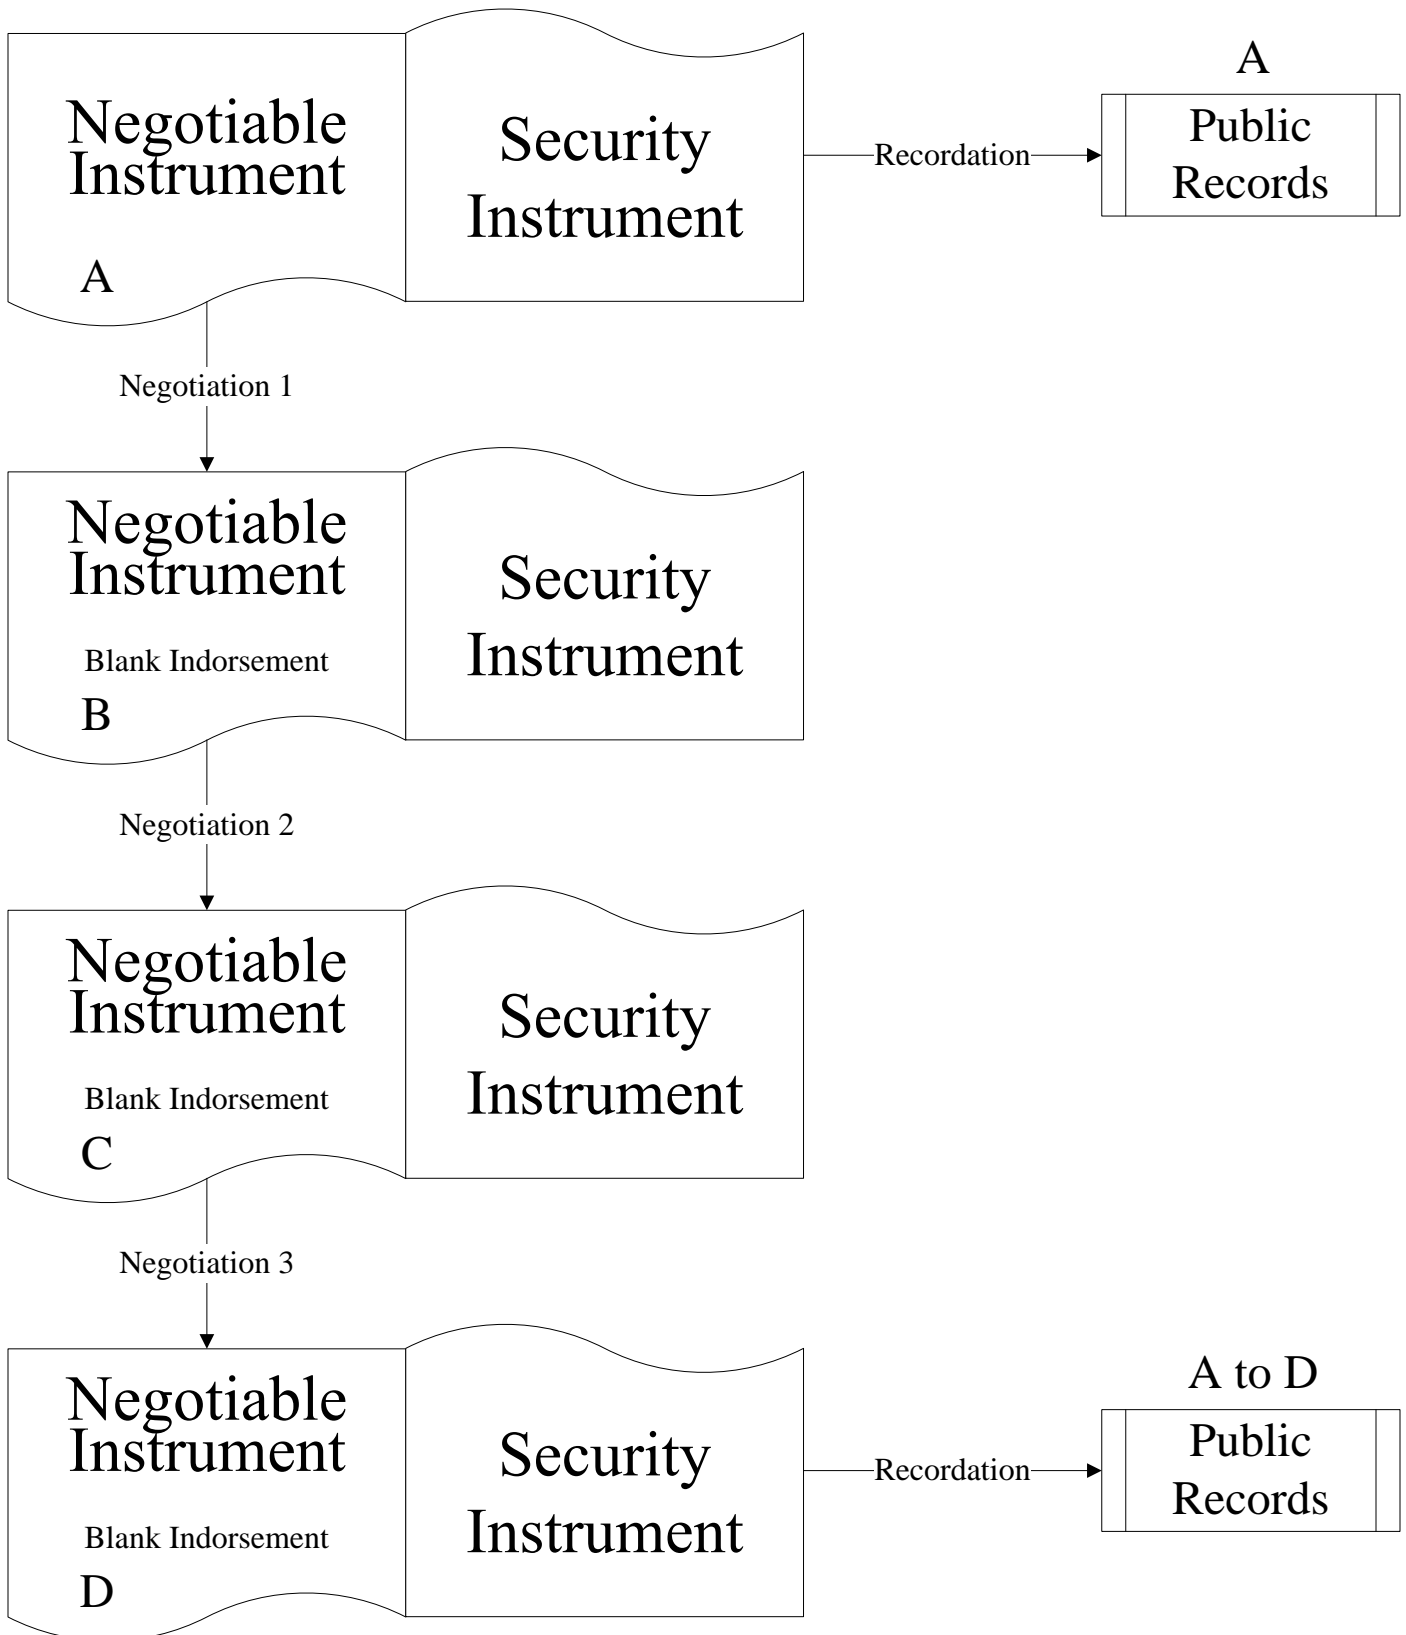 Negotiable
Instrument
A
Security
Instrument
Recordation
A
Public
Records
Negotiation 1
Negotiable
Instrument
Blank Indorsement
B
Security
Instrument
Negotiation 2
Negotiable
Instrument
Blank Indorsement
C
Security
Instrument
Negotiation 3
Negotiable
Instrument
Blank Indorsement
D
Security
Instrument
Recordation
A to D
Public
Records